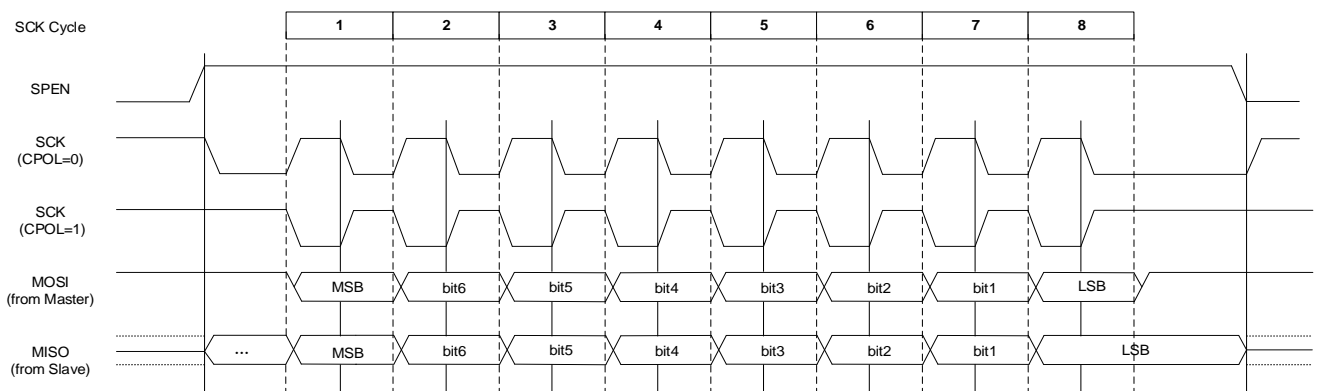 SCK Cycle 1 2 3 4 5 6 7 8
SPEN
SCK
(CPOL=0)
SCK
(CPOL=1)
MOSI
(from Master)
MSB bit6 bit5 bit4 bit3 bit2 bit1 LSB
MISO
(from Slave)
... MSB bit6 bit5 bit4 bit3 bit2 bit1 LSB